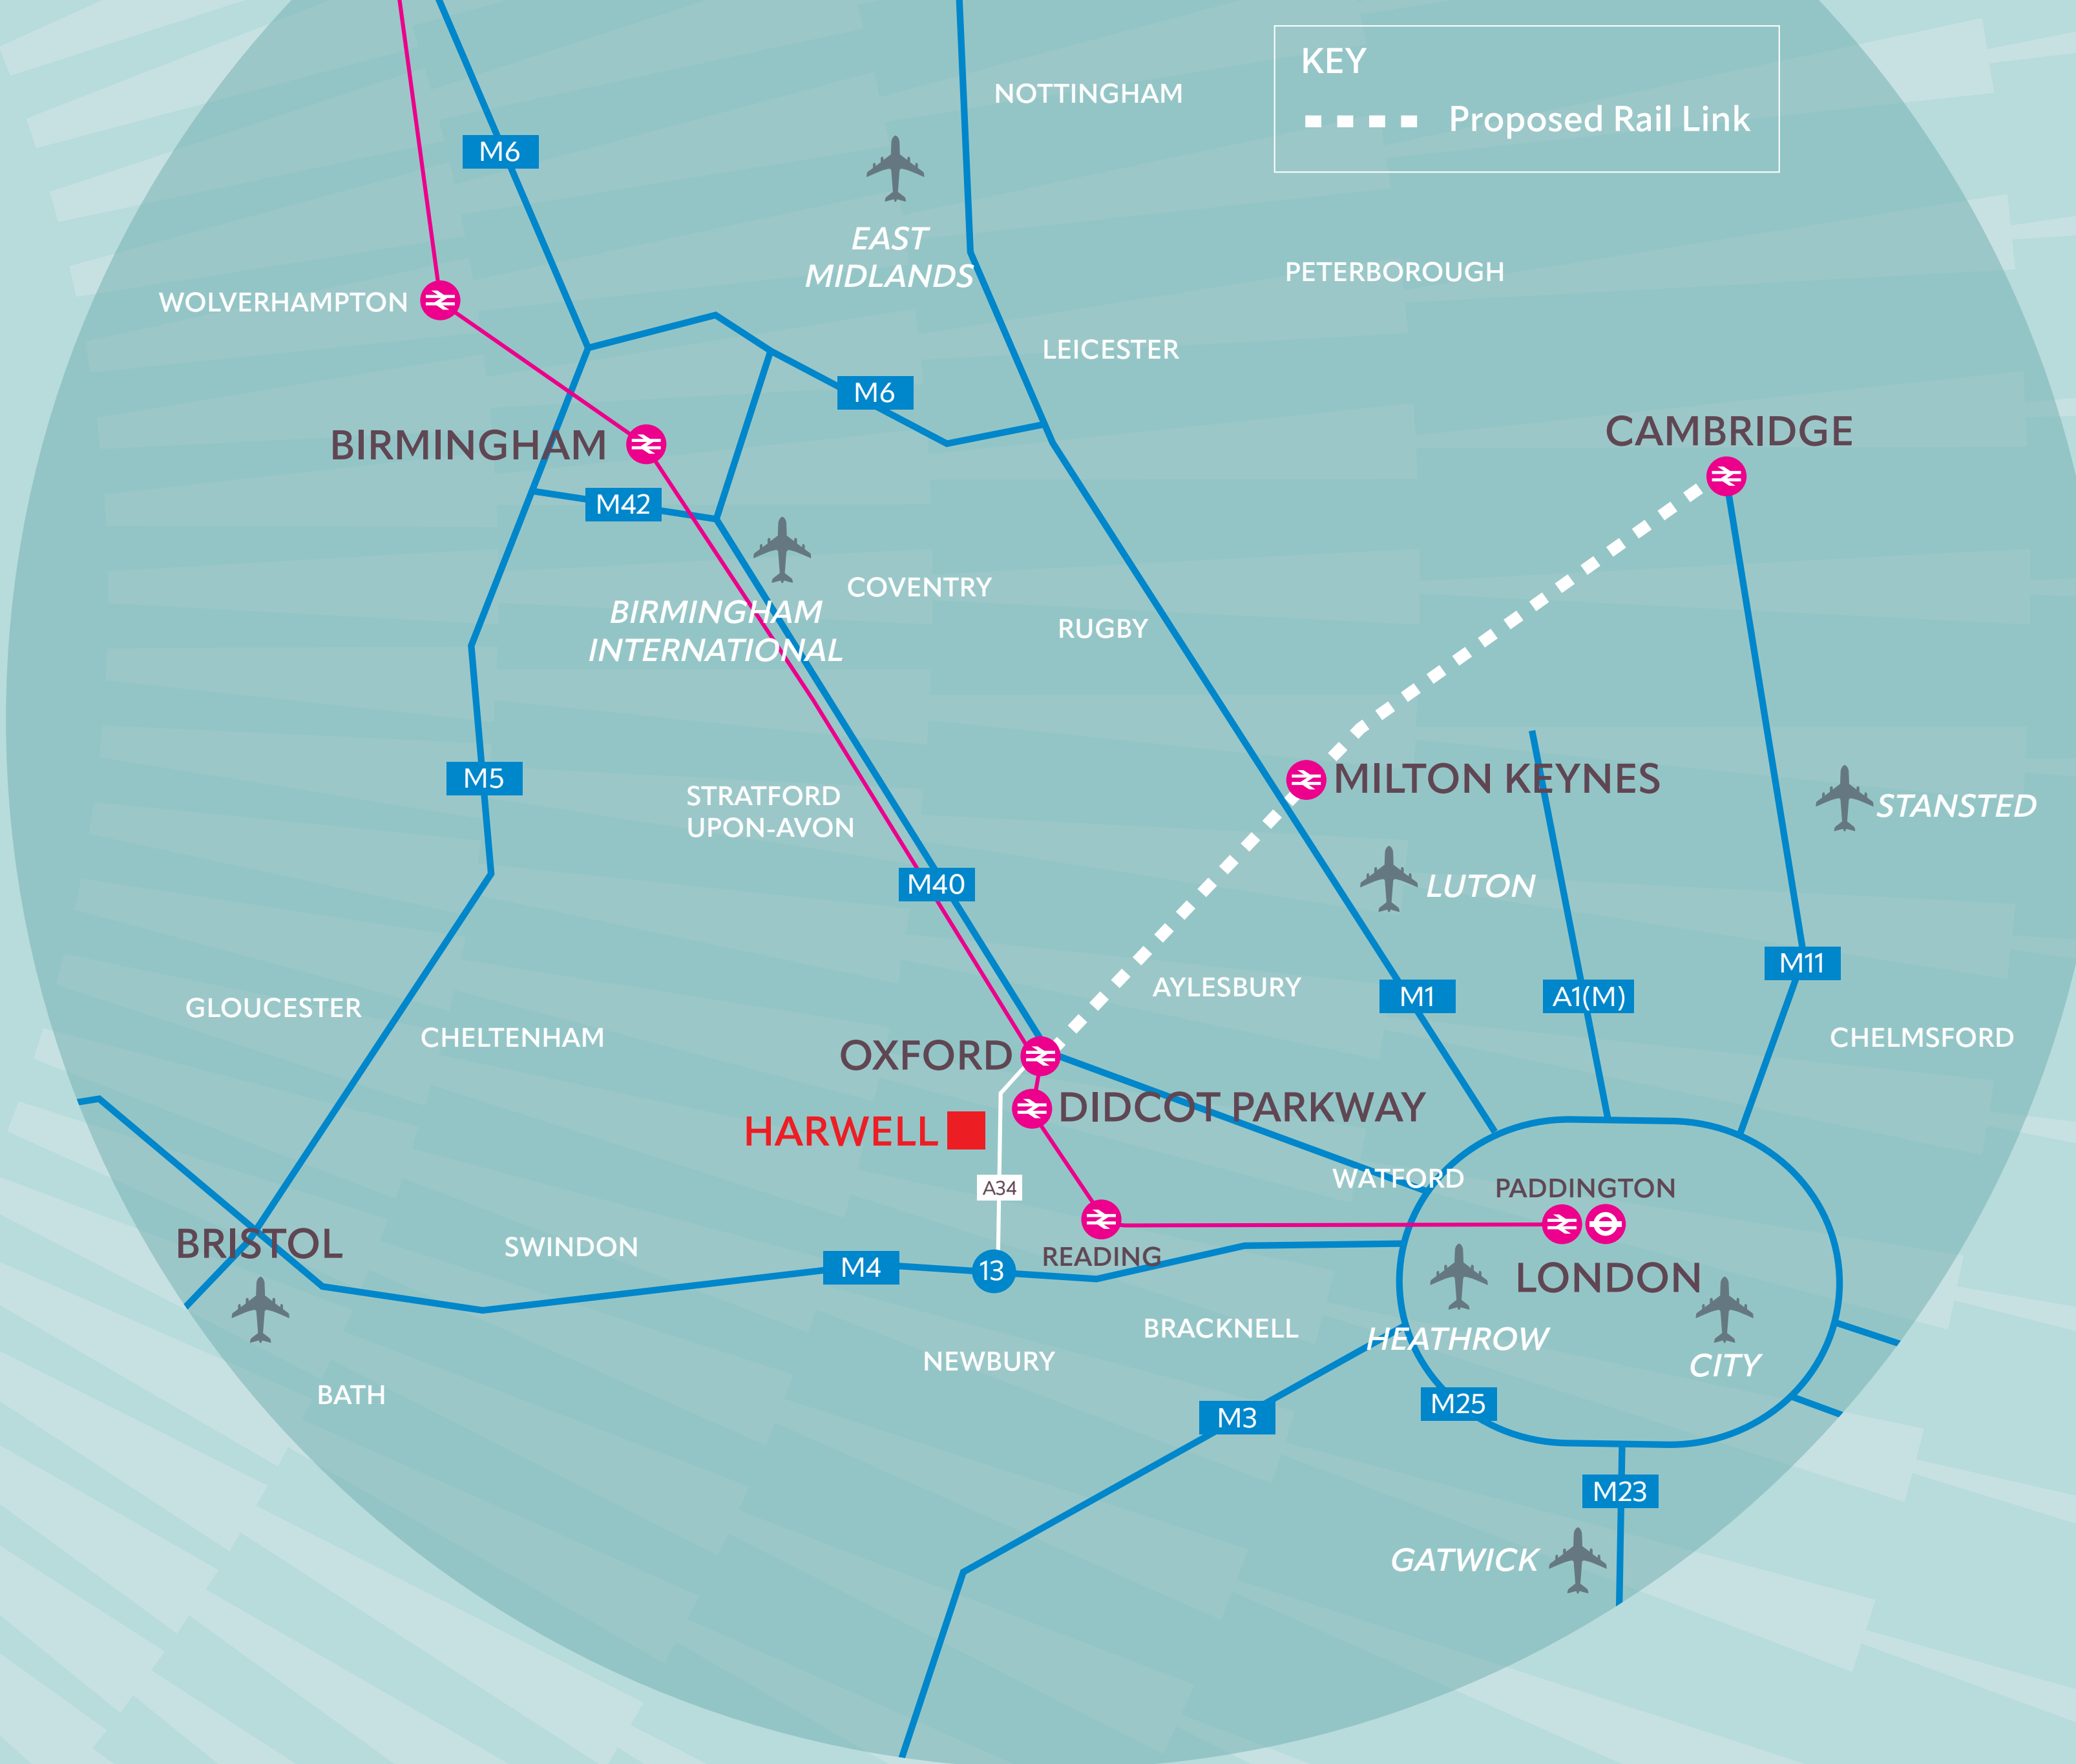 KEY
Proposed Rail Link
NOTTINGHAM
M6
EAST
MIDLANDS
PETERBOROUGH
WOLVERHAMPTON
LEICESTER
M6
BIRMINGHAM
CAMBRIDGE
M42
COVENTRY
BIRMINGHAM
INTERNATIONAL
RUGBY
M5
MILTON KEYNES
STRATFORD
UPON-AVON
STANSTED
M40
LUTON
M11
AYLESBURY
M1
A1(M)
GLOUCESTER
CHELTENHAM
CHELMSFORD
OXFORD
DIDCOT PARKWAY
HARWELL
WATFORD
A34
PADDINGTON
BRISTOL
SWINDON
READING
M4
13
LONDON
BRACKNELL
HEATHROW
NEWBURY
CITY
BATH
M3
M25
M23
GATWICK